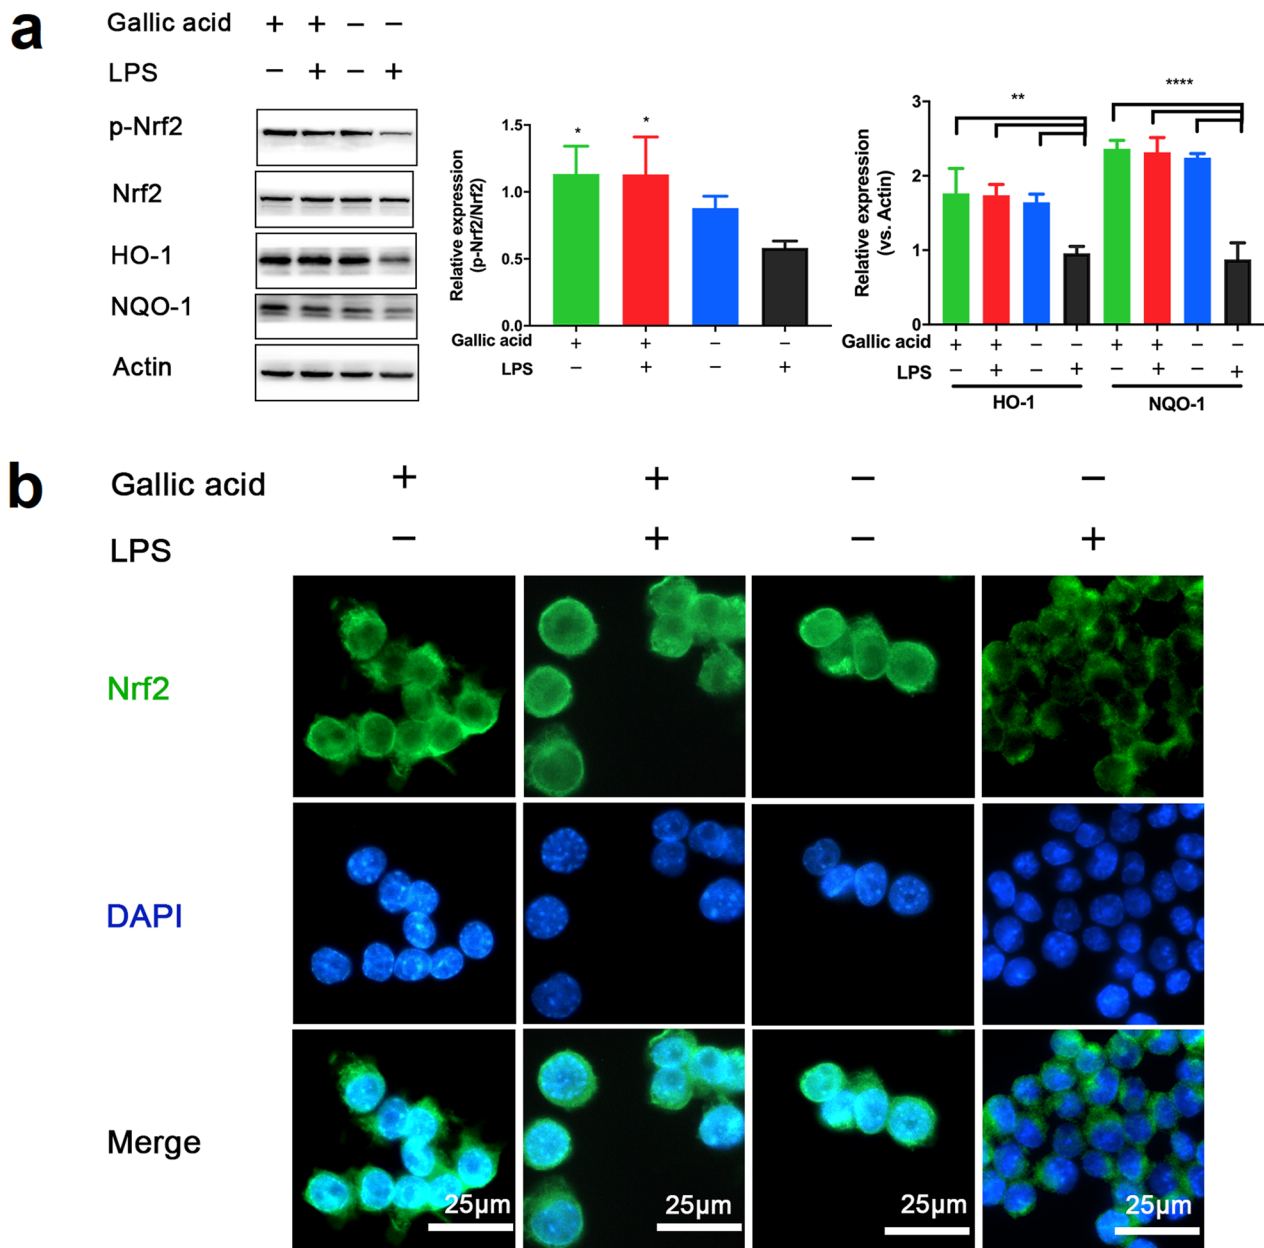 a
Gallic acid + + − −
LPS − + − +
p-Nrf2
Nrf2
HO-1
NQO-1
Actin
Relative expression
(p-Nrf2/Nrf2)
1.5
1.0
0.5
0.0
* *
Gallic acid + + − −
LPS − + − +
Relative expression
(vs. Actin)
3
2
1
0
** ****
Gallic acid + + − − + + − −
LPS − + − + − + − +
HO-1 NQO-1
b
Gallic acid + + − −
LPS − + − +
Nrf2
DAPI
Merge
25μm 25μm 25μm 25μm